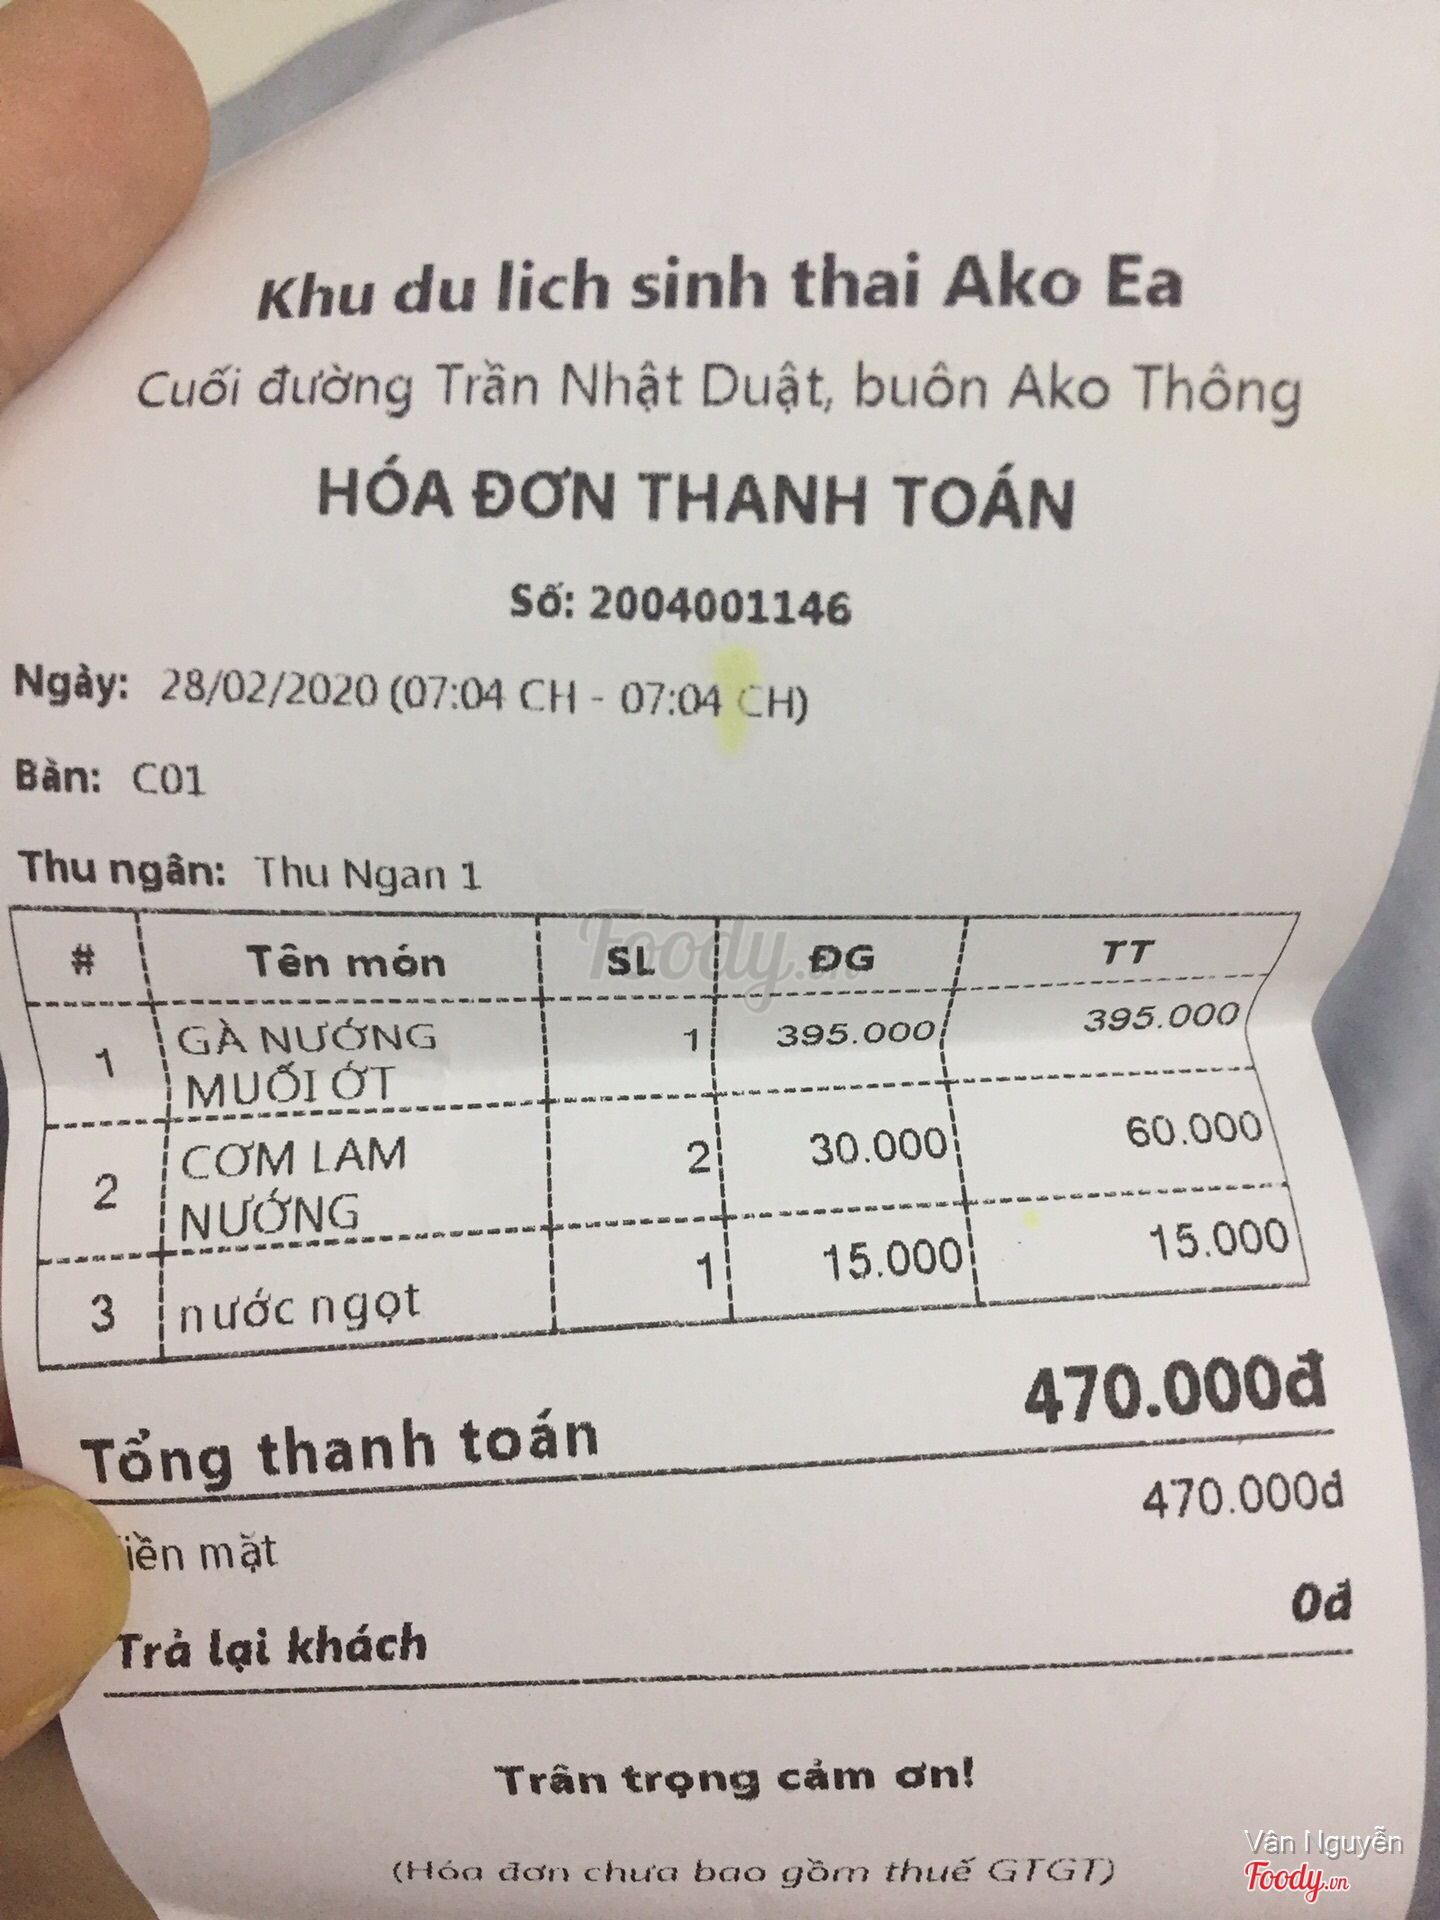 Khu du lich sinh thai Ako Ea
Cuối đường Trần Nhật Duật, buôn Ako Thông
HÓA ĐƠN THANH TOÁN
Số: 2004001146
Ngày: 28/02/2020 (07:04 CH - 07:04 CH)
Bàn: C01
Thu ngân: Thu Ngan 1
# Tên món SL ĐG TT
1 GÀ NƯỚNG MUỐI ỚT 1 395.000 395.000
2 CƠM LAM NƯỚNG 2 30.000 60.000
3 nước ngọt 1 15.000 15.000
Tổng thanh toán 470.000đ
iền mặt 470.000đ
Trả lại khách 0đ
Trân trọng cảm ơn!
(Hóa đơn chưa bao gồm thuế GTGT)
Foody.vn
Vân Nguyễn
Foody.vn